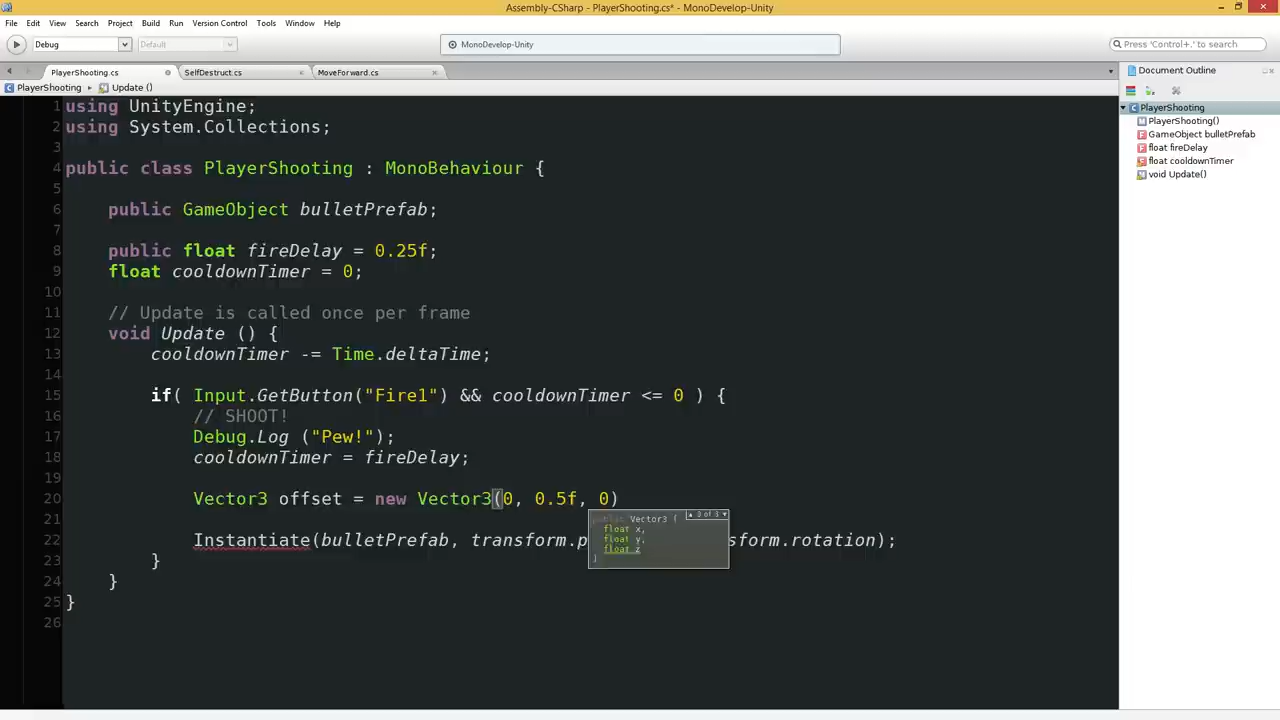 Assembly-CSharp - PlayerShooting.cs* - MonoDevelop-Unity
File Edit View Search Project Build Run Version Control Tools Window Help
Debug Default MonoDevelop-Unity Press 'Control+.' to search
PlayerShooting.cs SelfDestruct.cs MoveForward.cs
PlayerShooting Update ()
Document Outline
PlayerShooting
PlayerShooting()
GameObject bulletPrefab
float fireDelay
float cooldownTimer
void Update()
1 using UnityEngine;
2 using System.Collections;
3
4 public class PlayerShooting : MonoBehaviour {
5
6 public GameObject bulletPrefab;
7
8 public float fireDelay = 0.25f;
9 float cooldownTimer = 0;
10
11 // Update is called once per frame
12 void Update () {
13 cooldownTimer -= Time.deltaTime;
14
15 if( Input.GetButton("Fire1") && cooldownTimer <= 0 ) {
16 // SHOOT!
17 Debug.Log ("Pew!");
18 cooldownTimer = fireDelay;
19
20 Vector3 offset = new Vector3(0, 0.5f, 0)
21
22 Instantiate(bulletPrefab, transform.p sform.rotation);
23 }
24 }
25 }
26
public Vector3 (
float x,
float y,
float z
)
3 of 3